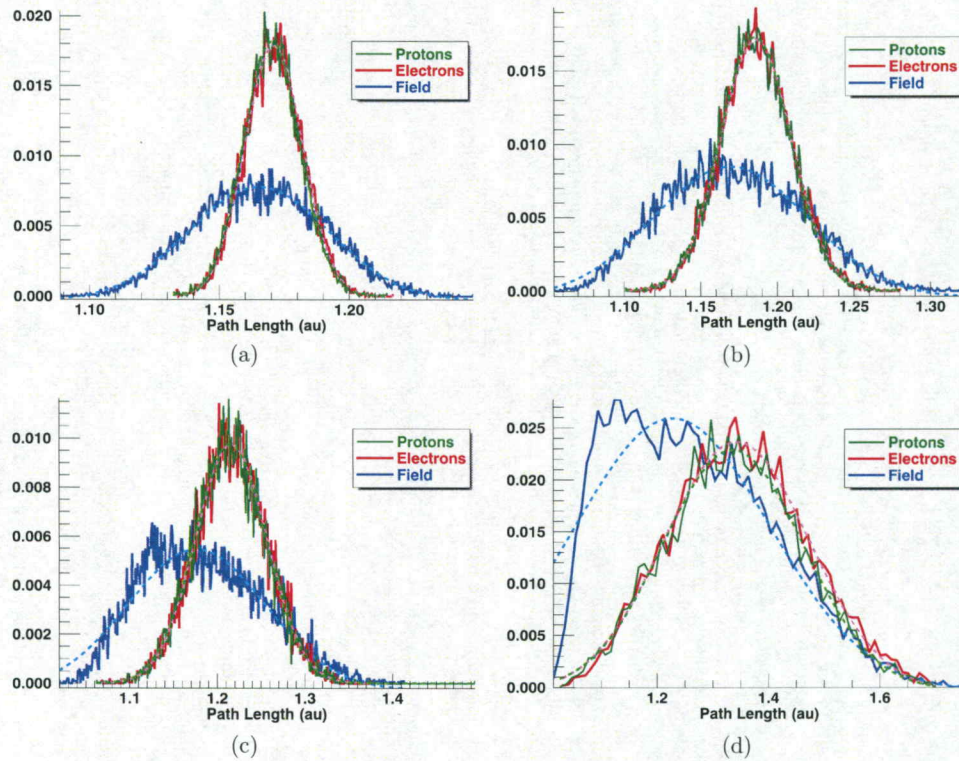 0.020
0.015
0.010
0.005
0.000
1.10
1.20
Path Length (au)
Protons
Electrons
Field
(a)
0.015
0.010
0.005
0.000
1.10
1.15
1.20
1.25
1.30
Path Length (au)
Protons
Electrons
Field
(b)
0.010
0.008
0.006
0.004
0.002
0.000
1.1
1.2
1.3
1.4
Path Length (au)
Protons
Electrons
Field
(c)
0.025
0.020
0.015
0.010
0.005
0.000
1.2
1.4
1.6
Path Length (au)
Protons
Electrons
Field
(d)